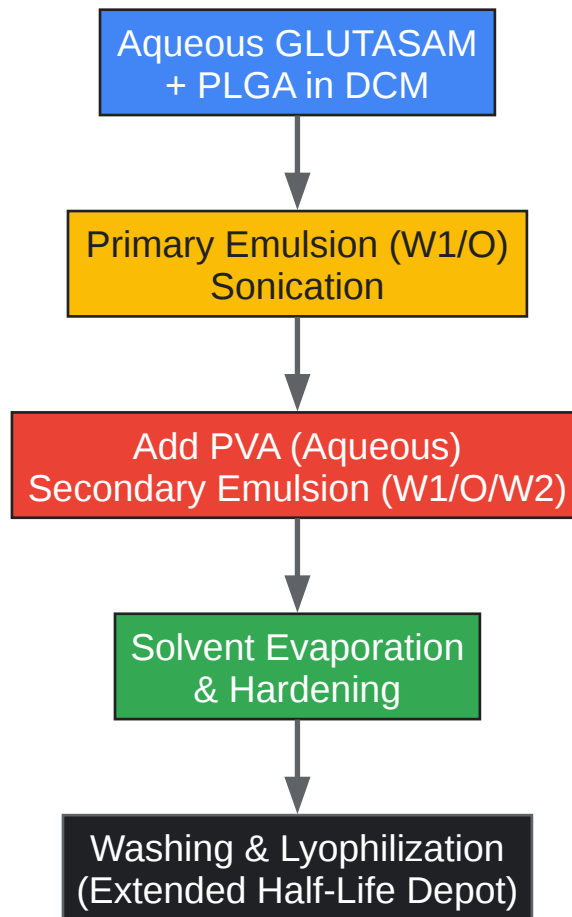 Aqueous GLUTASAM
+ PLGA in DCM
Primary Emulsion (W1/O)
Sonication
Add PVA (Aqueous)
Secondary Emulsion (W1/O/W2)
Solvent Evaporation
& Hardening
Washing & Lyophilization
(Extended Half-Life Depot)